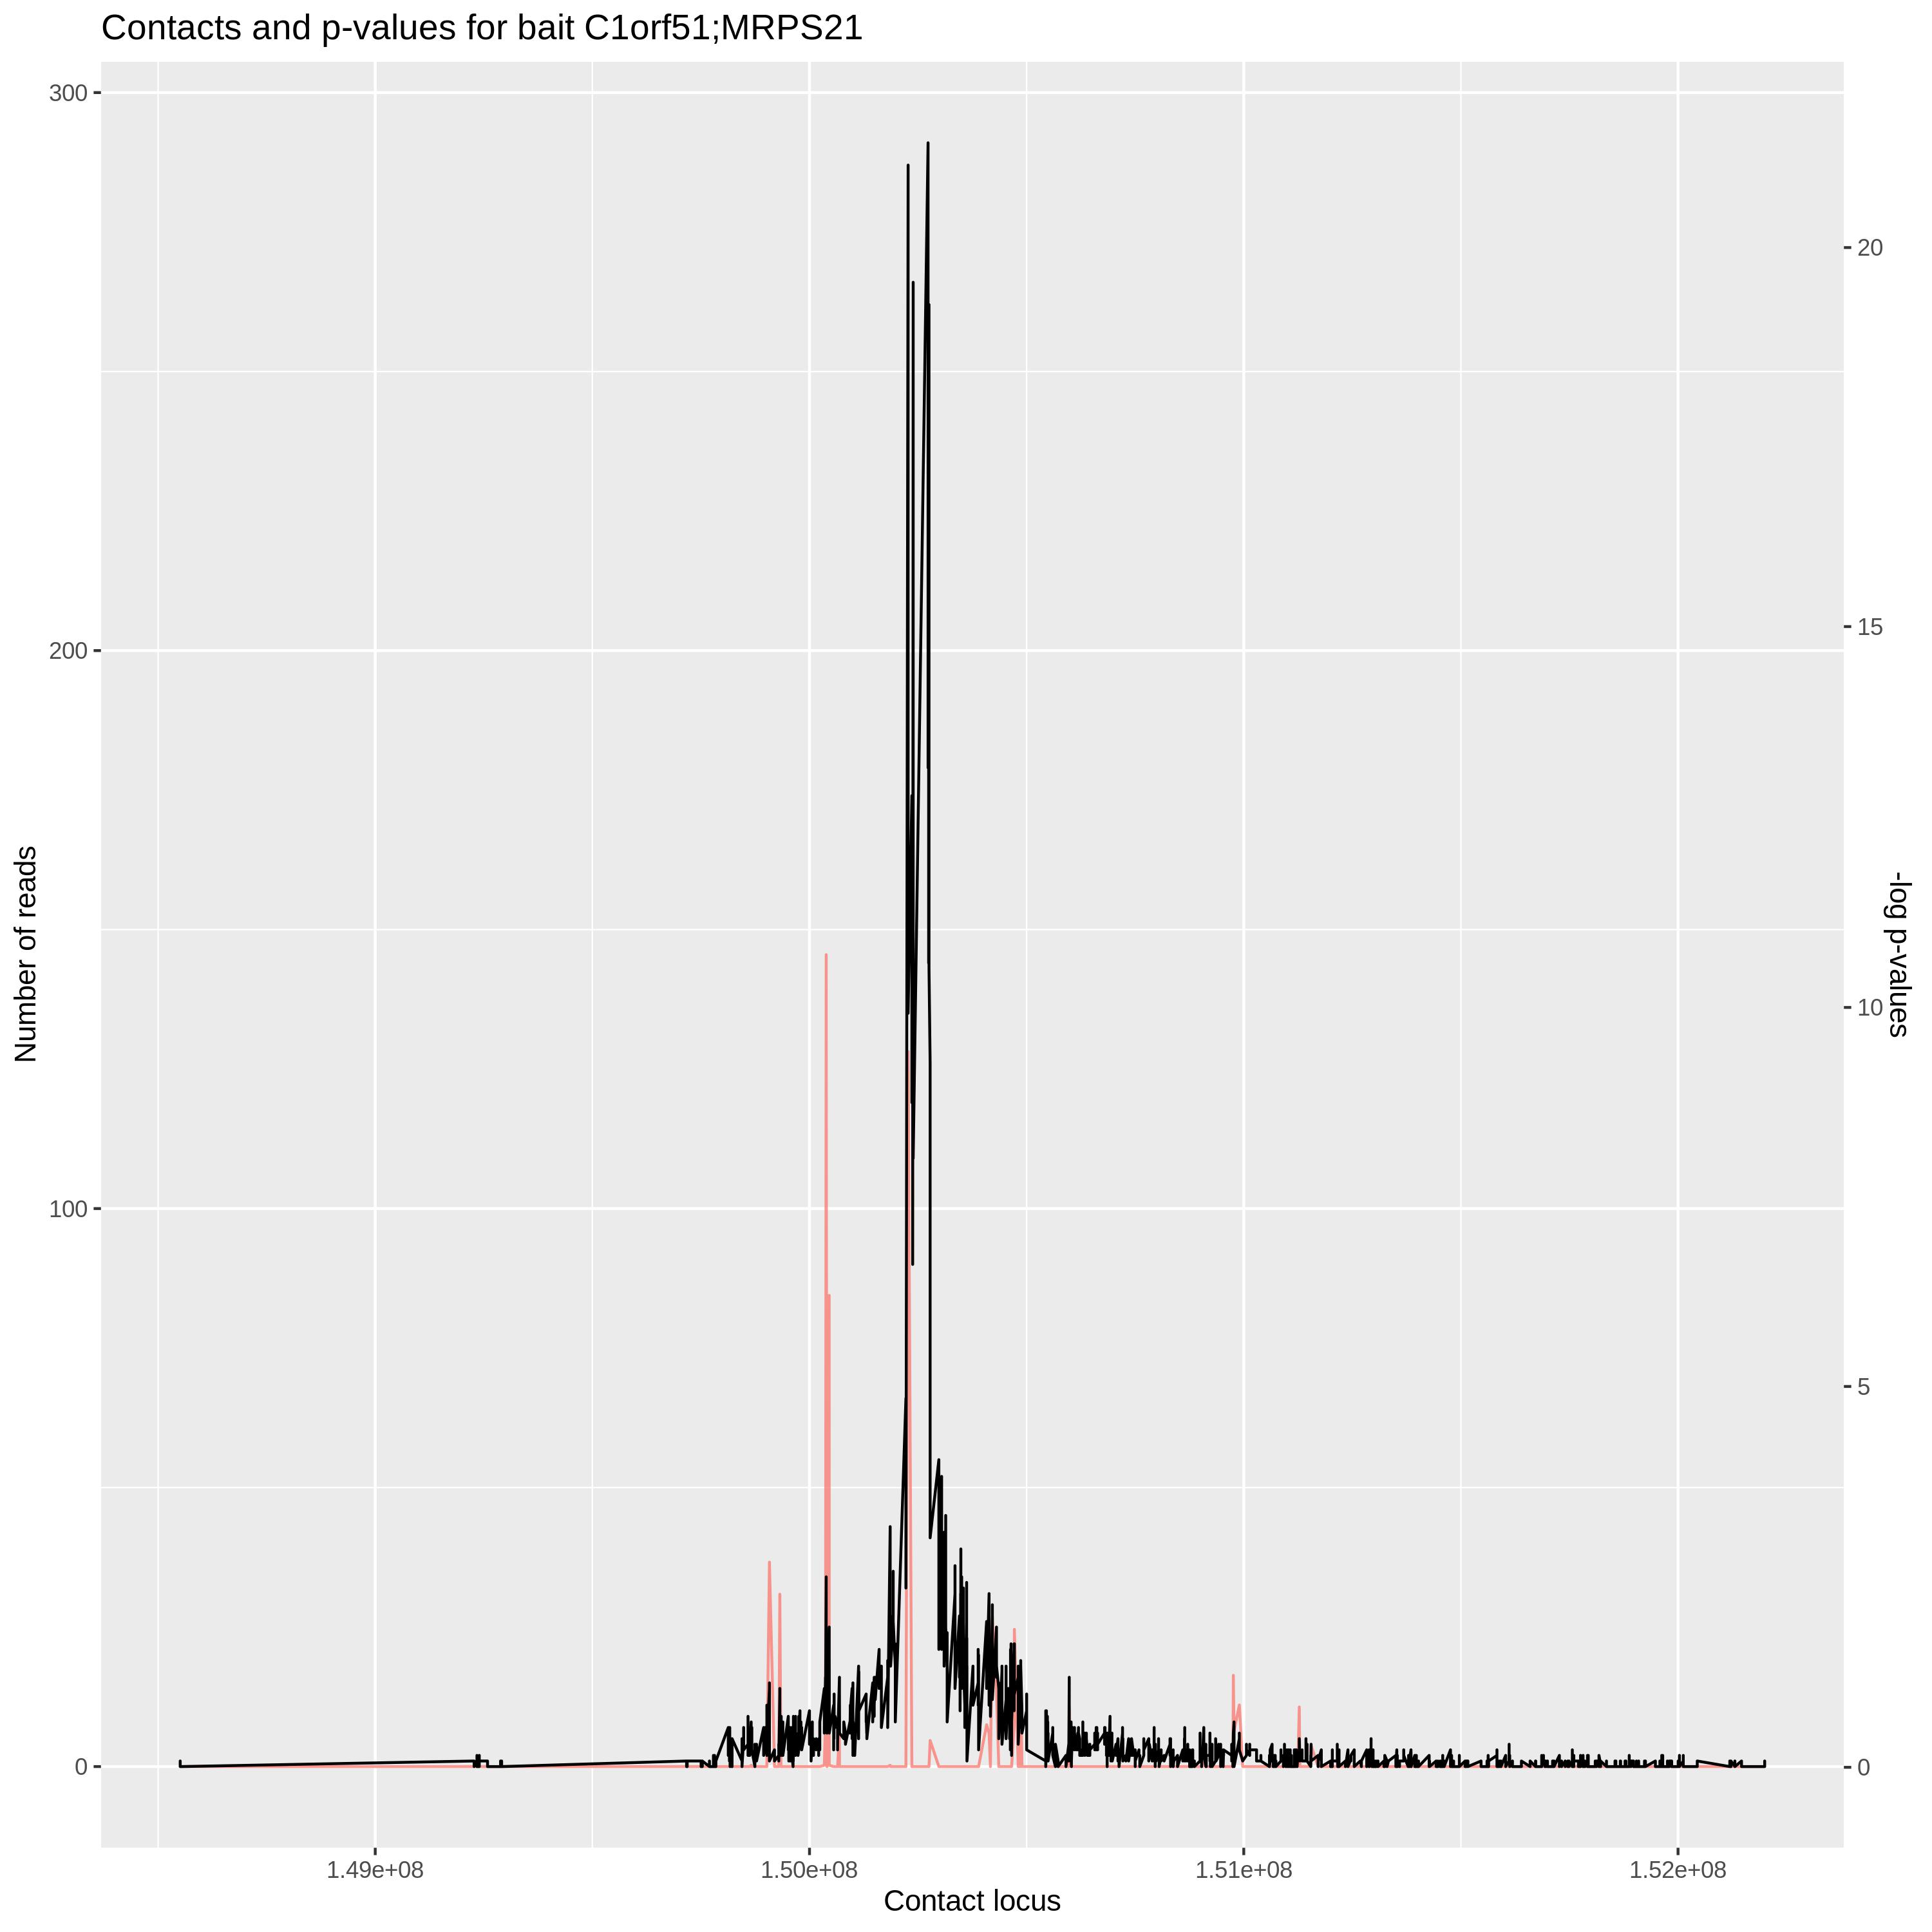 Contacts and p-values for bait C1orf51;MRPS21
300
200
100
0
Number of reads
20
15
10
5
0
-log p-values
1.49e+08
1.50e+08
1.51e+08
1.52e+08
Contact locus